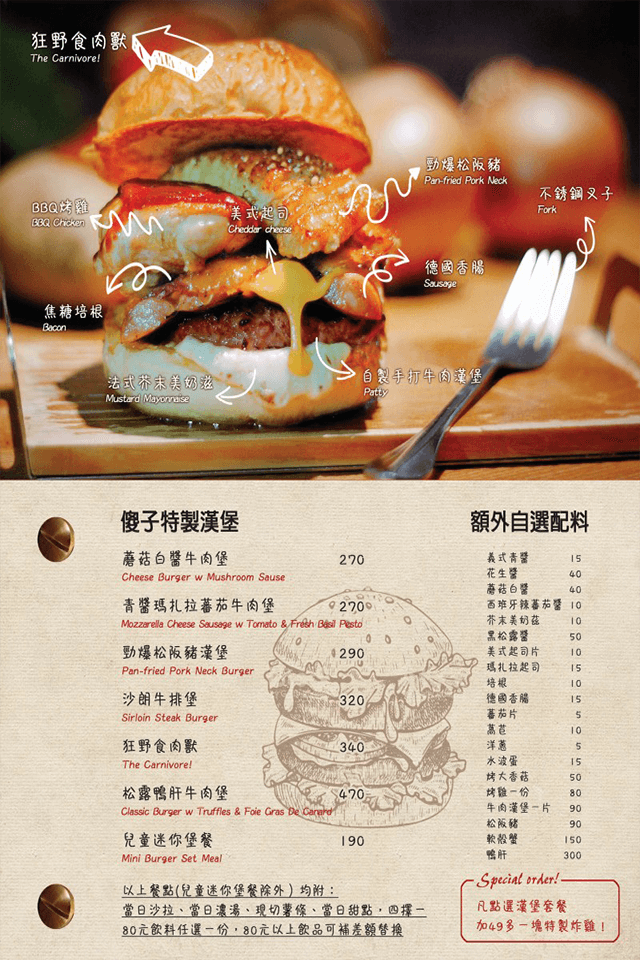 狂野食肉獸
The Carnivore!
勁爆松阪豬
Pan-fried Pork Neck
不銹鋼叉子
Fork
BBQ烤雞
BBQ Chicken
美式起司
Cheddar cheese
德國香腸
Sausage
焦糖培根
Bacon
法式芥末美奶滋
Mustard Mayonnaise
自製手打牛肉漢堡
Patty
傻子特製漢堡
蘑菇白醬牛肉堡 270
Cheese Burger w Mushroom Sause
青醬瑪扎拉蕃茄牛肉堡 270
Mozzarella Cheese Sausage w Tomato & Fresh Basil Pesto
勁爆松阪豬漢堡 290
Pan-fried Pork Neck Burger
沙朗牛排堡 320
Sirloin Steak Burger
狂野食肉獸 340
The Carnivore!
松露鴨肝牛肉堡 470
Classic Burger w Truffles & Foie Gras De Canard
兒童迷你堡餐 190
Mini Burger Set Meal
以上餐點(兒童迷你堡餐除外)均附：
當日沙拉、當日濃湯、現切薯條、當日甜點，四擇一
80元飲料任選一份，80元以上飲品可補差額替換
額外自選配料
義式青醬 15
花生醬 40
蘑菇白醬 40
西班牙辣蕃茄醬 10
芥末美奶茲 10
黑松露醬 50
美式起司片 10
瑪扎拉起司 15
培根 10
德國香腸 15
蕃茄片 5
萵苣 10
洋蔥 5
水波蛋 15
烤大香菇 50
烤雞一份 80
牛肉漢堡一片 90
松阪豬 90
軟殼蟹 150
鴨肝 300
Special order!
凡點選漢堡套餐
加49多一塊特製炸雞！